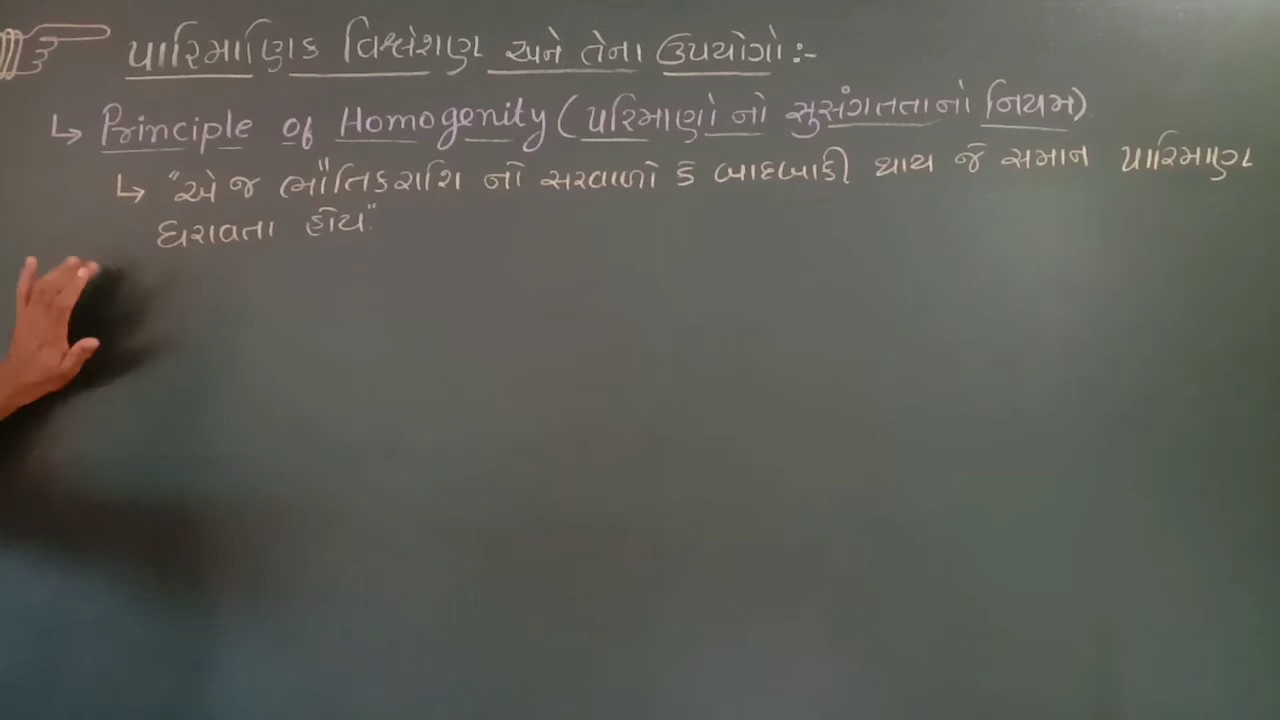 પારિમાણિક વિશ્લેશણ અને તેના ઉપયોગો:-
↳ Principle of Homogenity (પરિમાણો નો સુસંગતતાનો નિયમ)
↳ "એ જ ભૌતિકરાશિ નો સરવાળો કે બાદબાકી થાય જે સમાન પારિમાણ
ધરાવતા હોય"